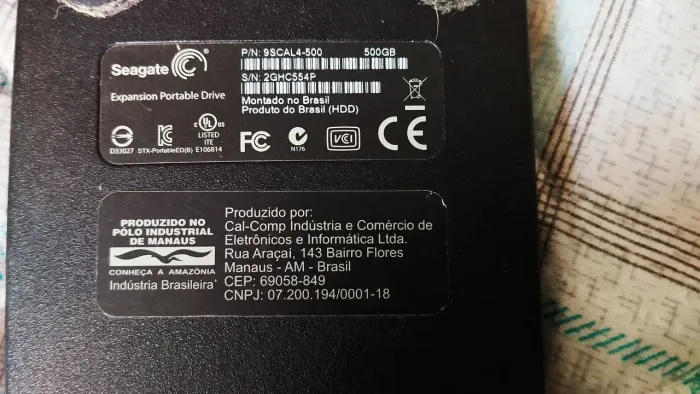 Seagate
Expansion Portable Drive
P/N: 9SCAL4-500 500GB
S/N: 2GHC554P
Montado no Brasil
Produto do Brasil (HDD)
D33027
STX-PortableED(B)
c UL us
LISTED
ITE
E106814
FC
N176
VCI
CE
PRODUZIDO NO
PÓLO INDUSTRIAL
DE MANAUS
CONHEÇA A AMAZÔNIA
Indústria Brasileira
Produzido por:
Cal-Comp Indústria e Comércio de
Eletrônicos e Informática Ltda.
Rua Araçaí, 143 Bairro Flores
Manaus - AM - Brasil
CEP: 69058-849
CNPJ: 07.200.194/0001-18